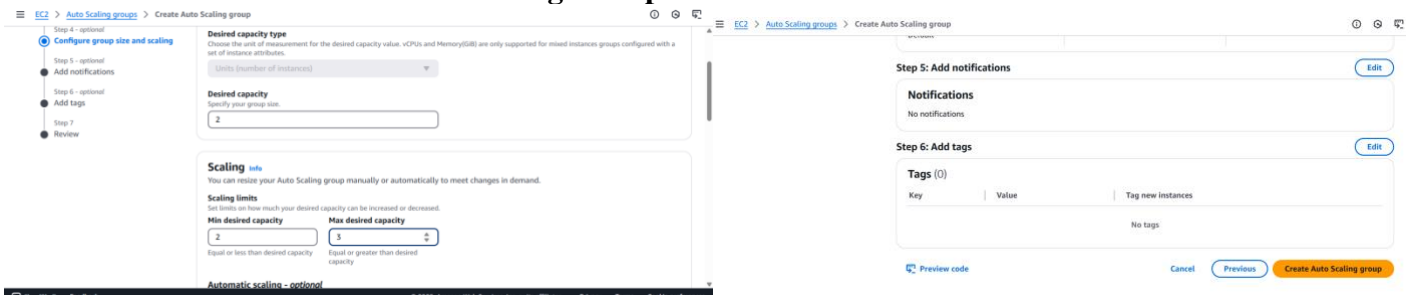 EC2 > Auto Scaling groups > Create Auto Scaling group
Step 4 - optional
Configure group size and scaling
Step 5 - optional
Add notifications
Step 6 - optional
Add tags
Step 7
Review
Desired capacity type
Choose the unit of measurement for the desired capacity value. vCPUs and Memory(GiB) are only supported for mixed instances groups configured with a
set of instance attributes.
Units (number of instances)
Desired capacity
Specify your group size.
2
Scaling Info
You can resize your Auto Scaling group manually or automatically to meet changes in demand.
Scaling limits
Set limits on how much your desired capacity can be increased or decreased.
Min desired capacity
Max desired capacity
2
3
Equal or less than desired capacity
Equal or greater than desired
capacity
Automatic scaling - optional
EC2 > Auto Scaling groups > Create Auto Scaling group
Step 5: Add notifications
Edit
Notifications
No notifications
Step 6: Add tags
Edit
Tags (0)
Key
Value
Tag new instances
No tags
Preview code
Cancel
Previous
Create Auto Scaling group